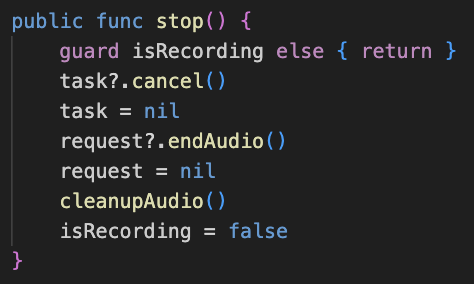 public func stop() {
    guard isRecording else { return }
    task?.cancel()
    task = nil
    request?.endAudio()
    request = nil
    cleanupAudio()
    isRecording = false
}